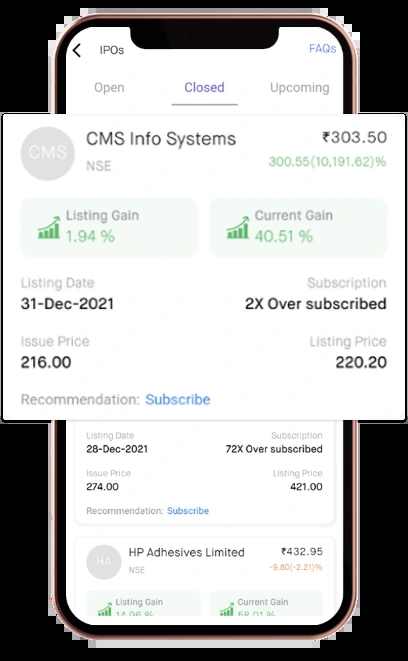 IPOs FAQs
Open Closed Upcoming
CMS CMS Info Systems ₹303.50
NSE 300.55(10,191.62)%
Listing Gain Current Gain
1.94 % 40.51 %
Listing Date Subscription
31-Dec-2021 2X Over subscribed
Issue Price Listing Price
216.00 220.20
Recommendation: Subscribe
Listing Date Subscription
28-Dec-2021 72X Over subscribed
Issue Price Listing Price
274.00 421.00
Recommendation: Subscribe
HA HP Adhesives Limited ₹432.95
NSE -9.80(-2.21)%
Listing Gain Current Gain
14.96 % 58.01 %